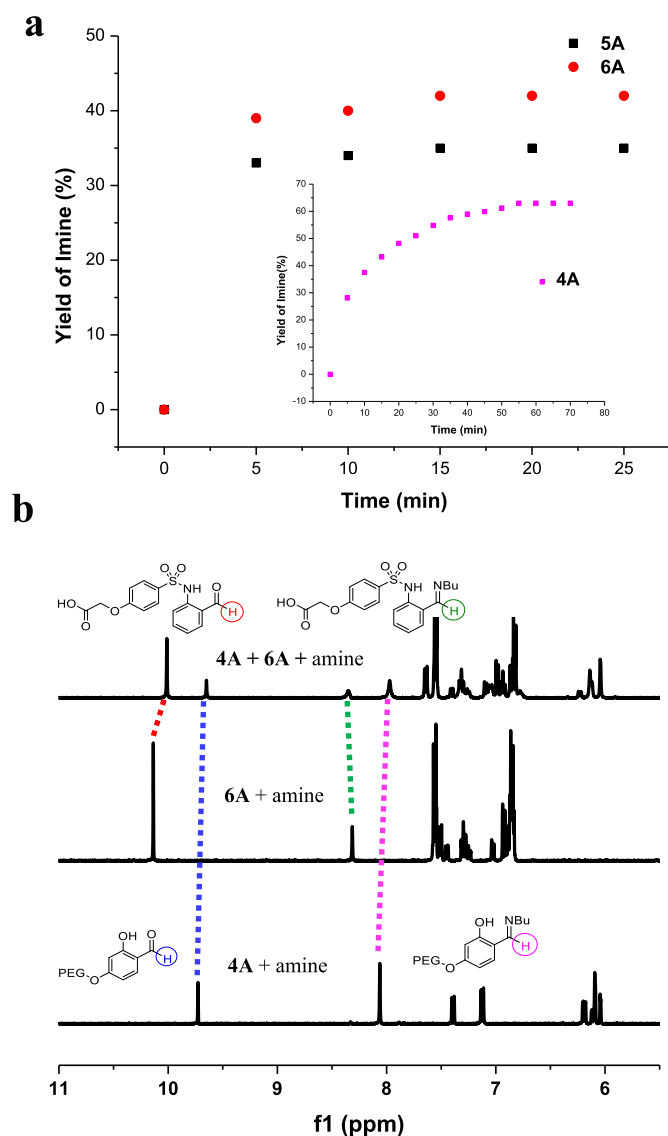 a
50
40
30
20
10
0
Yield of Imine (%)
5A
6A
70
60
50
40
30
20
10
0
-10
Yield of Imine(%)
4A
0 10 20 30 40 50 60 70 80
Time (min)
0 5 10 15 20 25
Time (min)
b
O O
S
NH
O
H
HO
O
O
O O
S
NH
NBu
H
HO
O
O
4A + 6A + amine
6A + amine
OH
O
H
PEG
O
OH
NBu
H
PEG
O
4A + amine
11 10 9 8 7 6
f1 (ppm)